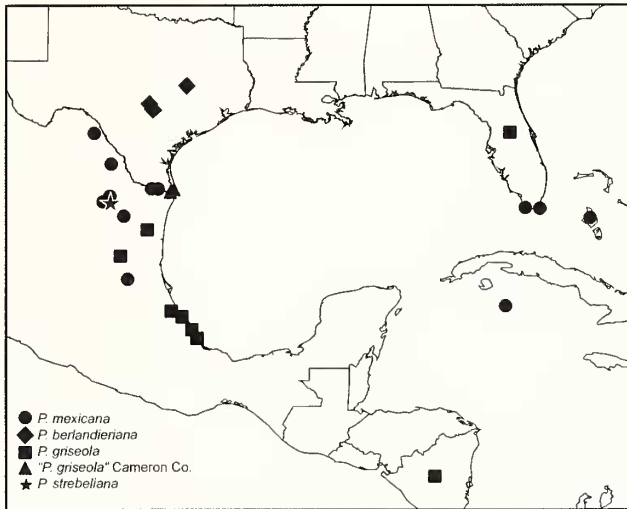 P. mexicana
P. berlandieriana
P. griseola
"P. griseola" Cameron Co.
P. strebeliana